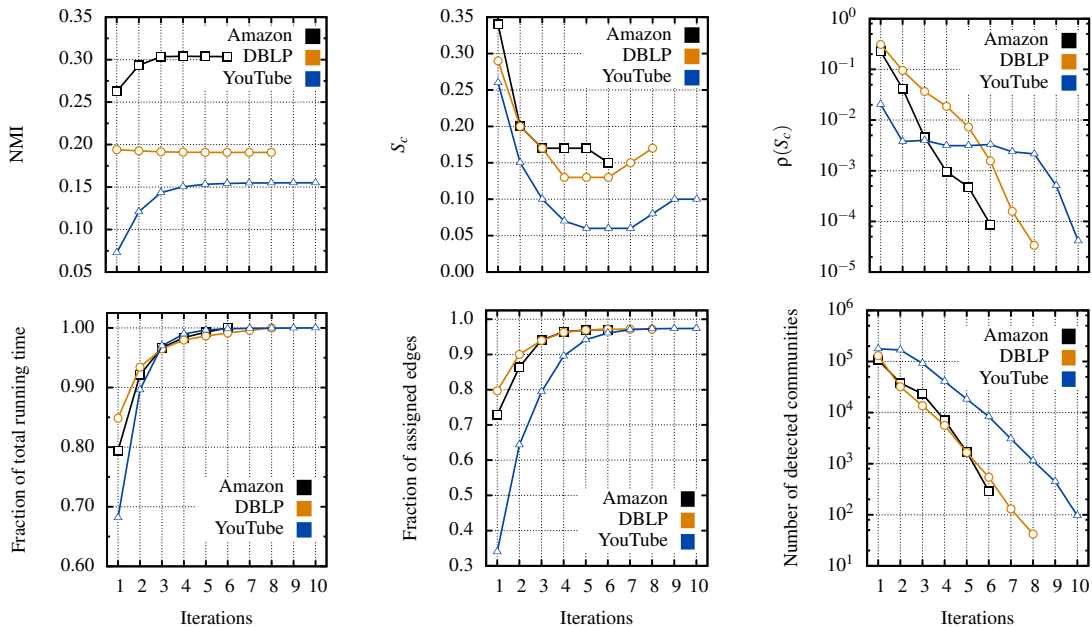 NMI
0.35
0.30
0.25
0.20
0.15
0.10
0.05
Amazon
DBLP
YouTube
S_c
0.35
0.30
0.25
0.20
0.15
0.10
0.05
0.00
Amazon
DBLP
YouTube
ρ(S_c)
10^0
10^−1
10^−2
10^−3
10^−4
10^−5
Amazon
DBLP
YouTube
Fraction of total running time
1.00
0.90
0.80
0.70
0.60
Amazon
DBLP
YouTube
1 2 3 4 5 6 7 8 9 10
Iterations
Fraction of assigned edges
1.0
0.9
0.8
0.7
0.6
0.5
0.4
0.3
Amazon
DBLP
YouTube
1 2 3 4 5 6 7 8 9 10
Iterations
Number of detected communities
10^6
10^5
10^4
10^3
10^2
10^1
Amazon
DBLP
YouTube
1 2 3 4 5 6 7 8 9 10
Iterations